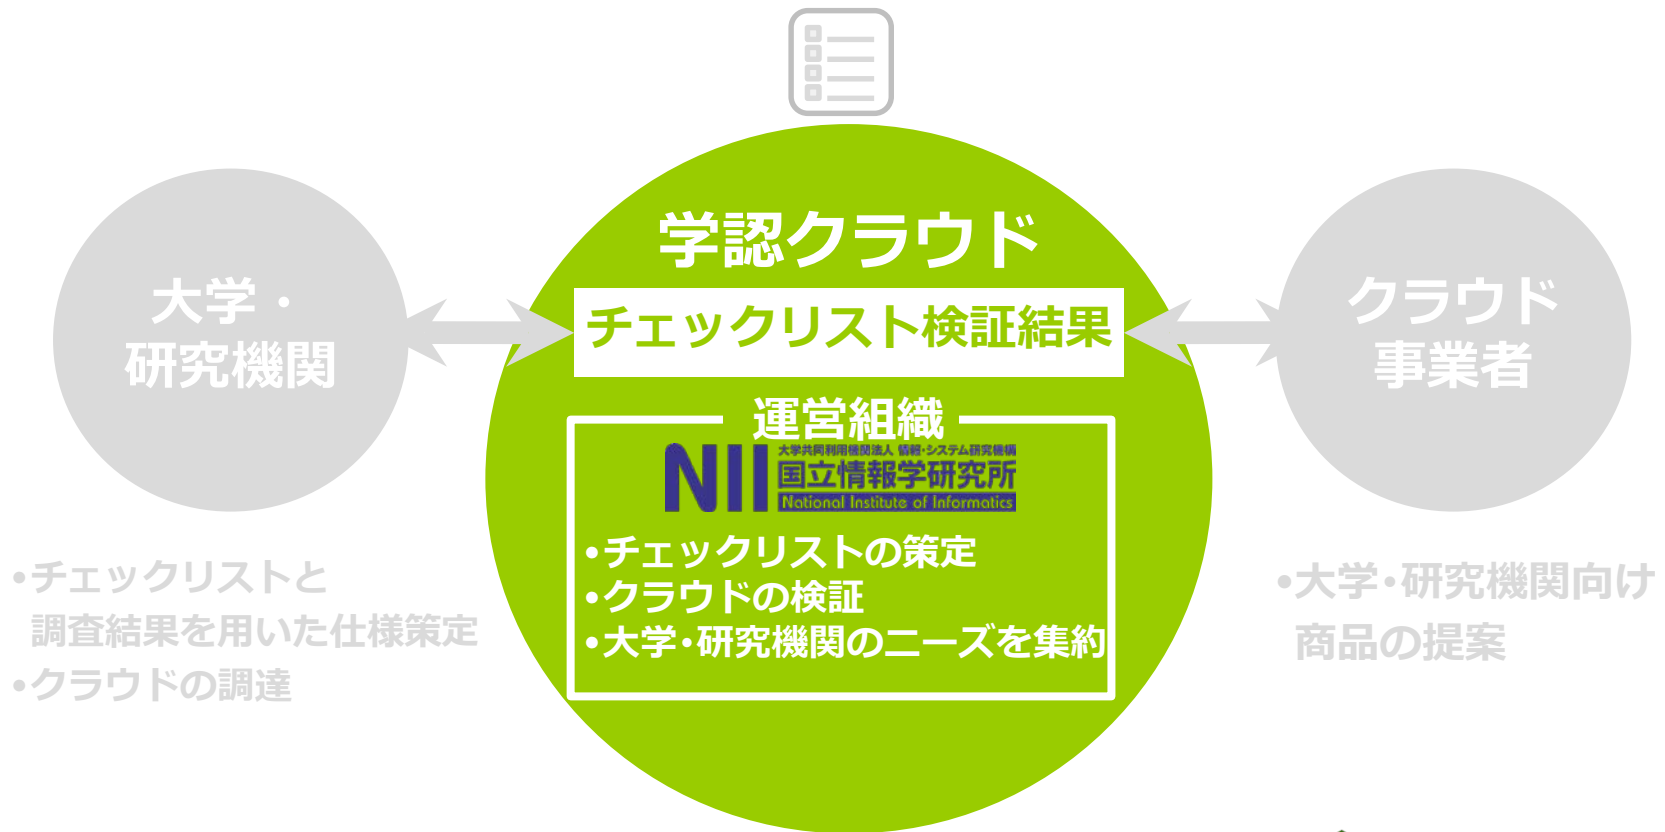 学認クラウド
チェックリスト検証結果
大学・
研究機関
クラウド
事業者
運営組織
NII
大学共同利用機関法人 情報・システム研究機構
国立情報学研究所
National Institute of Informatics
•チェックリストの策定
•クラウドの検証
•大学・研究機関のニーズを集約
•チェックリストと
調査結果を用いた仕様策定
•クラウドの調達
•大学・研究機関向け
商品の提案